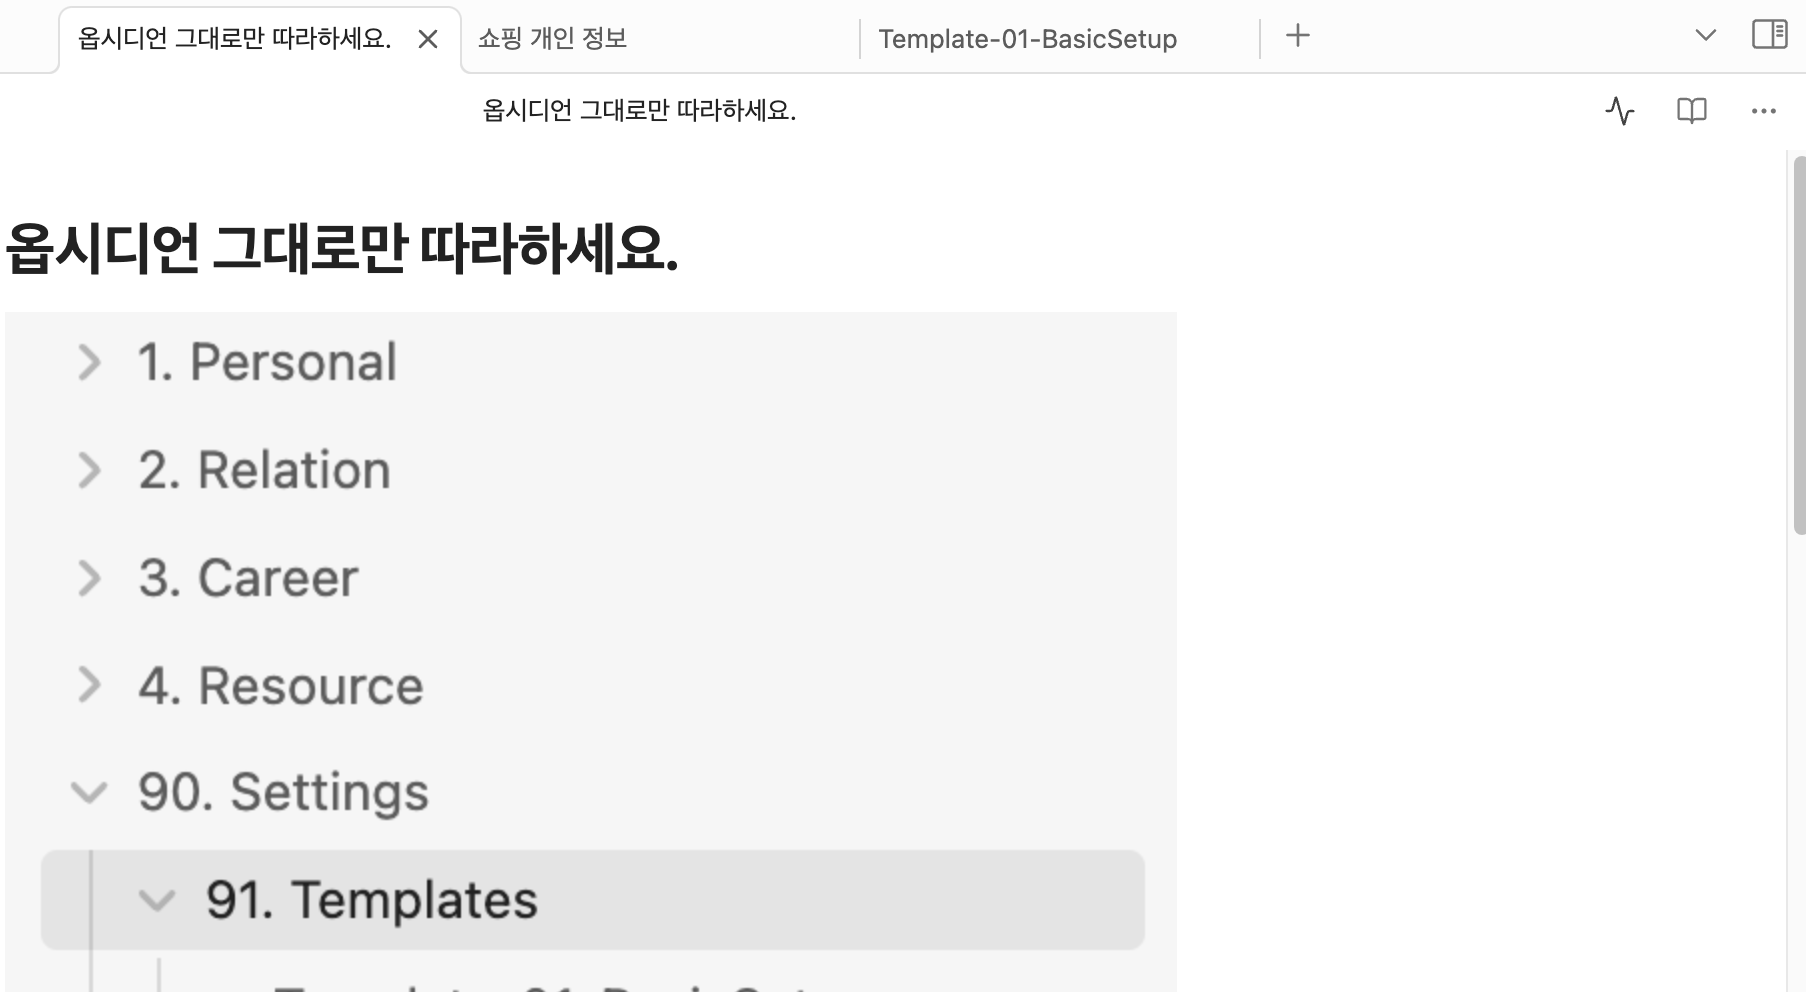 옵시디언 그대로만 따라하세요.
쇼핑 개인 정보
Template-01-BasicSetup
옵시디언 그대로만 따라하세요.
옵시디언 그대로만 따라하세요.
1. Personal
2. Relation
3. Career
4. Resource
90. Settings
91. Templates